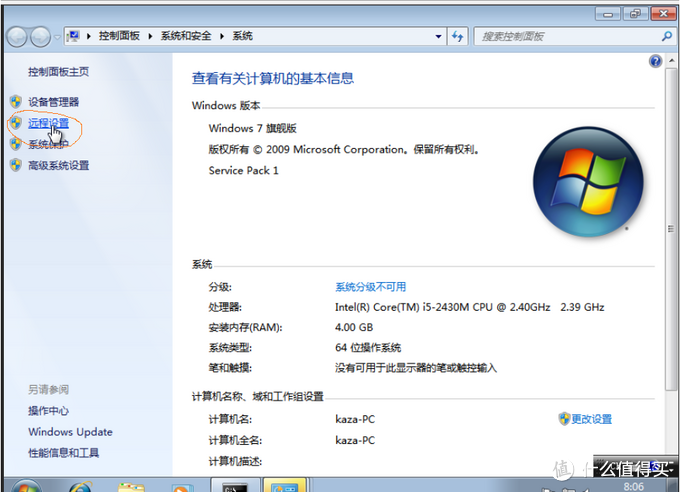 控制面板 ▸ 系统和安全 ▸ 系统
搜索控制面板
控制面板主页
设备管理器
远程设置
系统保护
高级系统设置
另请参阅
操作中心
Windows Update
性能信息和工具
查看有关计算机的基本信息
Windows 版本
Windows 7 旗舰版
版权所有 © 2009 Microsoft Corporation。保留所有权利。
Service Pack 1
系统
分级: 系统分级不可用
处理器: Intel(R) Core(TM) i5-2430M CPU @ 2.40GHz 2.39 GHz
安装内存(RAM): 4.00 GB
系统类型: 64 位操作系统
笔和触摸: 没有可用于此显示器的笔或触控输入
计算机名称、域和工作组设置
计算机名: kaza-PC 更改设置
计算机全名: kaza-PC
计算机描述:
值 什么值得买
8:06